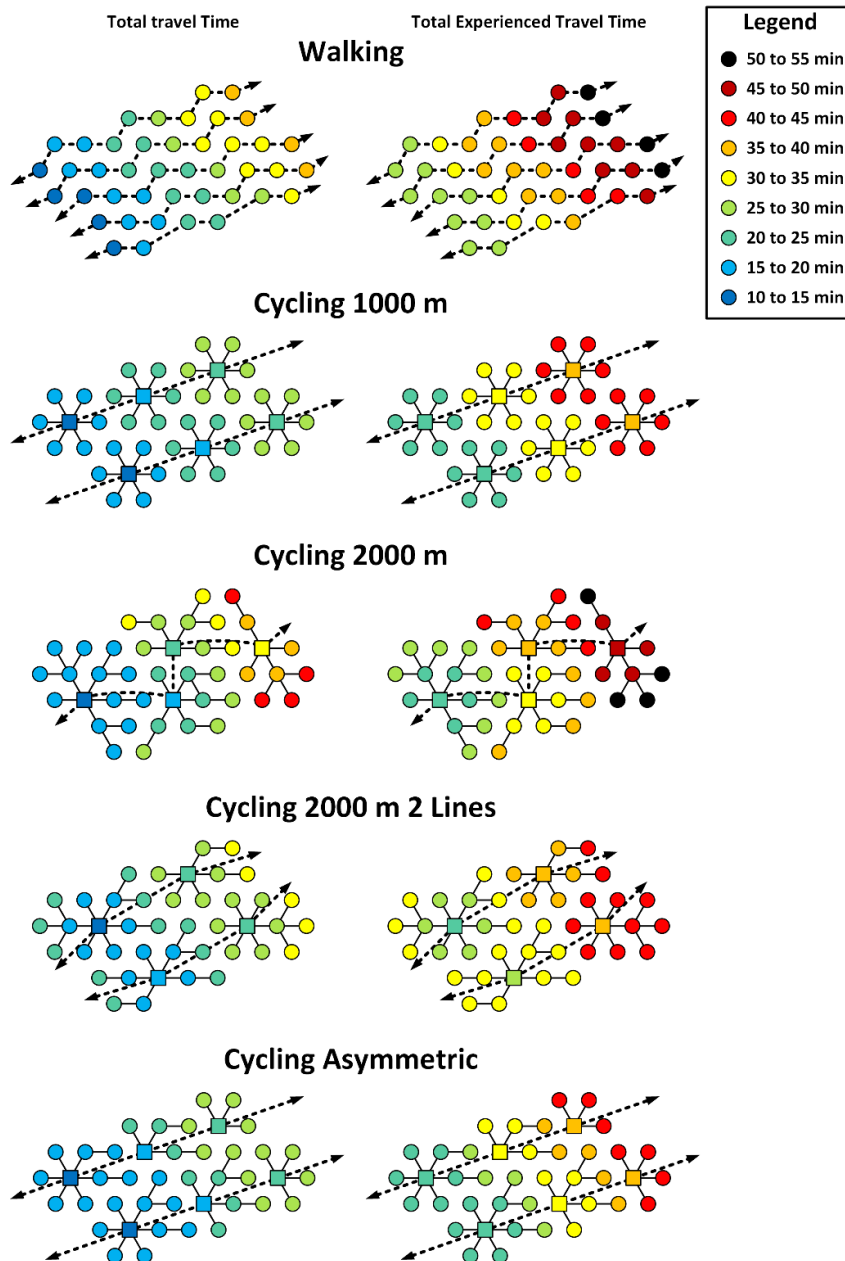 Total travel Time
Total Experienced Travel Time
Walking
Legend
50 to 55 min
45 to 50 min
40 to 45 min
35 to 40 min
30 to 35 min
25 to 30 min
20 to 25 min
15 to 20 min
10 to 15 min
Cycling 1000 m
Cycling 2000 m
Cycling 2000 m 2 Lines
Cycling Asymmetric